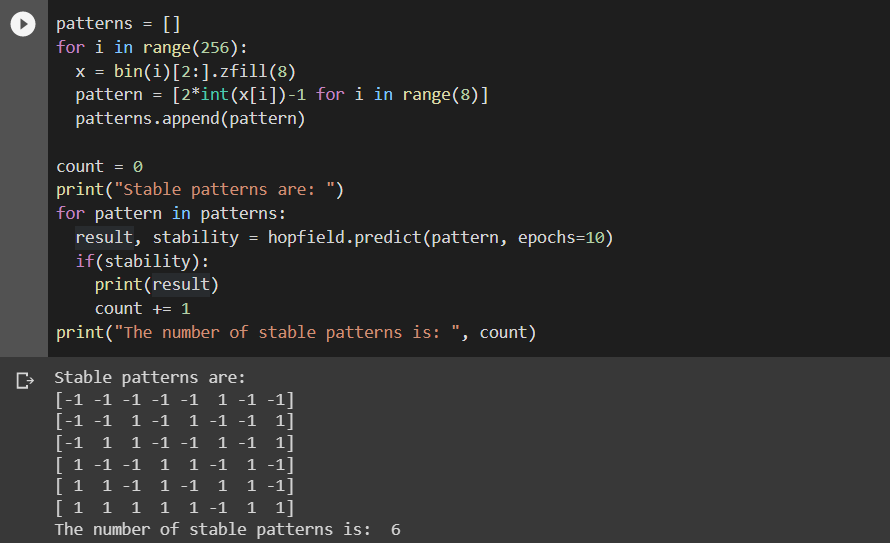 patterns = []
for i in range(256):
  x = bin(i)[2:].zfill(8)
  pattern = [2*int(x[i])-1 for i in range(8)]
  patterns.append(pattern)

count = 0
print("Stable patterns are: ")
for pattern in patterns:
  result, stability = hopfield.predict(pattern, epochs=10)
  if(stability):
    print(result)
    count += 1
print("The number of stable patterns is: ", count)
Stable patterns are:
[-1 -1 -1 -1 -1  1 -1 -1]
[-1 -1  1 -1  1 -1 -1  1]
[-1  1  1 -1 -1  1 -1  1]
[ 1 -1 -1  1  1 -1  1 -1]
[ 1  1 -1  1 -1  1  1 -1]
[ 1  1  1  1  1 -1  1  1]
The number of stable patterns is:  6